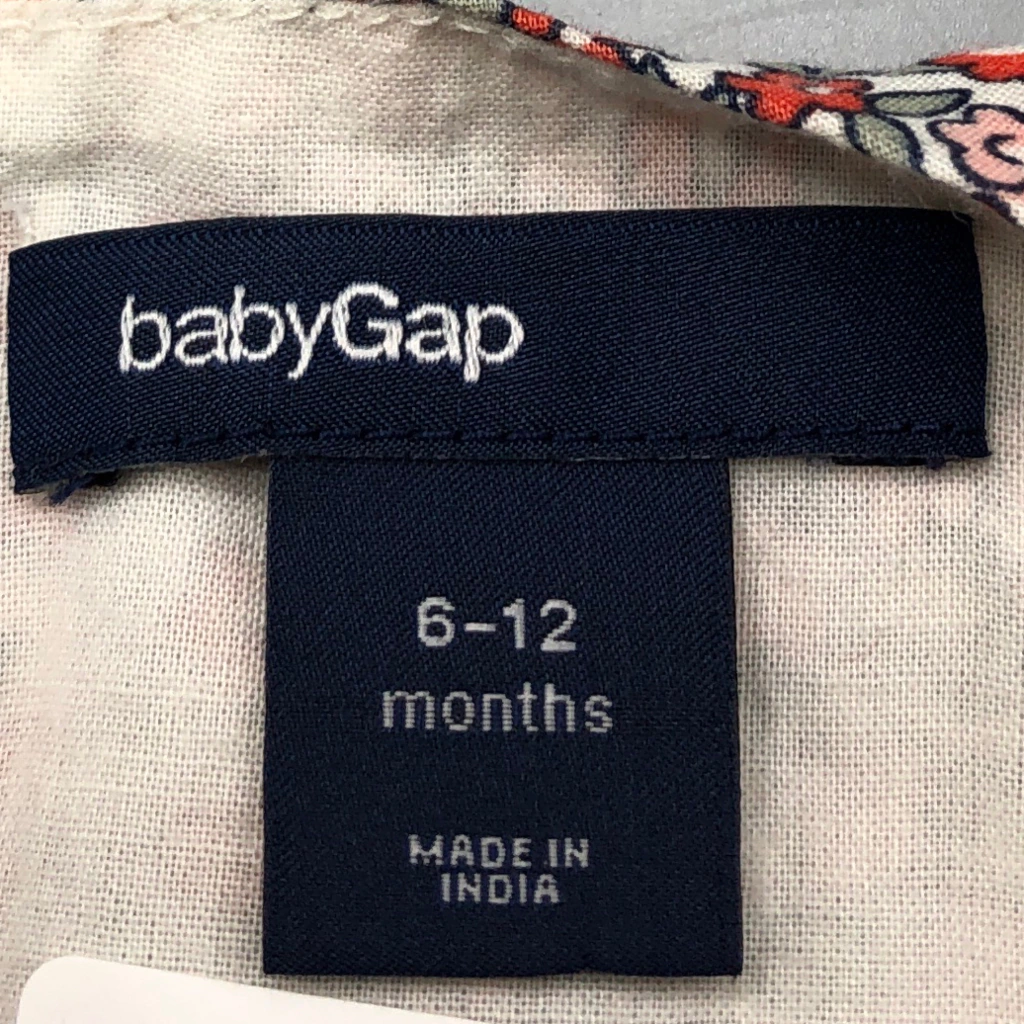 babyGap
6-12
months
MADE IN
INDIA